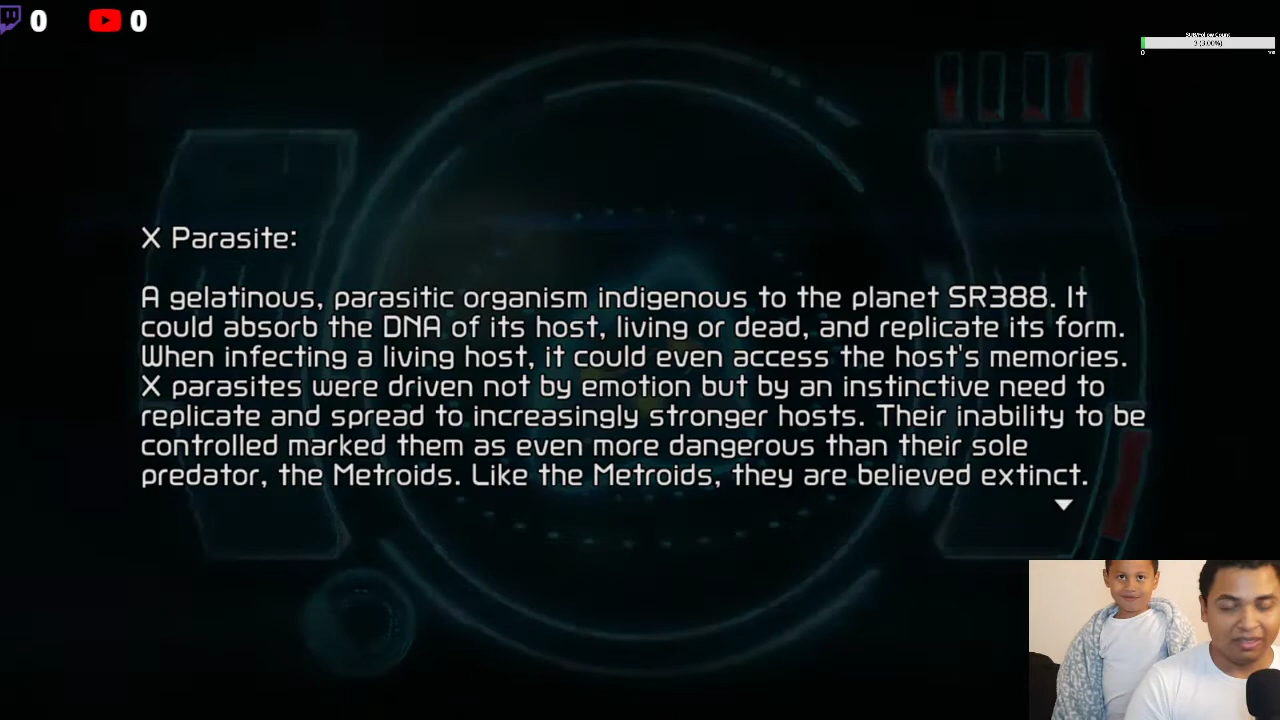 0 0
3 (3.00%)
0
X Parasite:
A gelatinous, parasitic organism indigenous to the planet SR388. It
could absorb the DNA of its host, living or dead, and replicate its form.
When infecting a living host, it could even access the host's memories.
X parasites were driven not by emotion but by an instinctive need to
replicate and spread to increasingly stronger hosts. Their inability to be
controlled marked them as even more dangerous than their sole
predator, the Metroids. Like the Metroids, they are believed extinct.